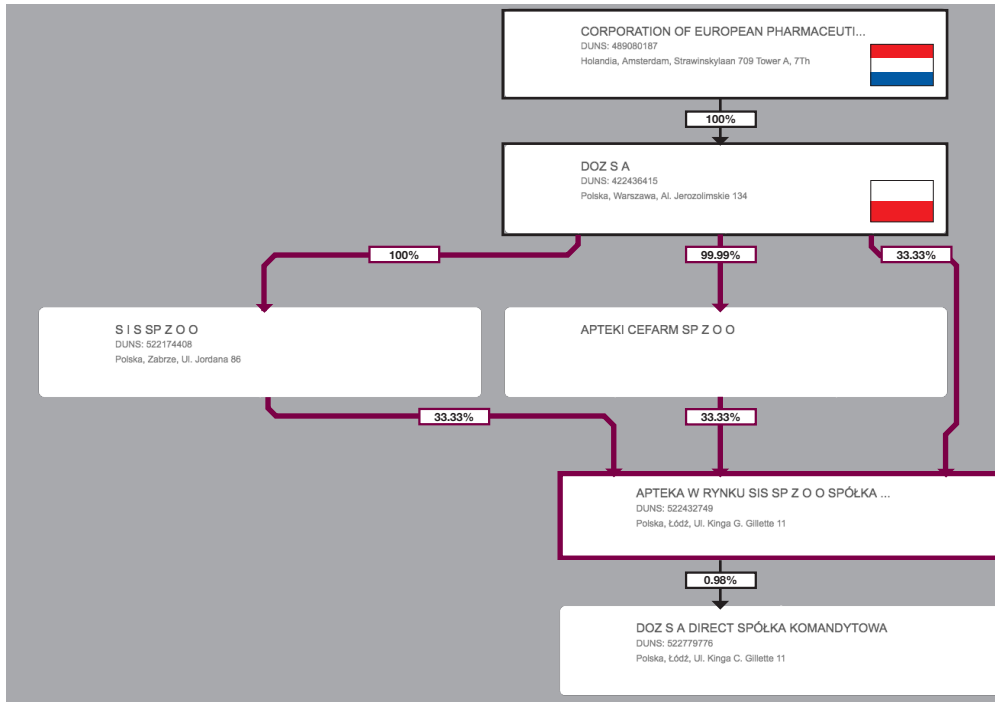 CORPORATION OF EUROPEAN PHARMACEUTI...
DUNS: 489080187
Holandia, Amsterdam, Strawinskylaan 709 Tower A, 7Th
100%
DOZ S A
DUNS: 422436415
Polska, Warszawa, Al. Jerozolimskie 134
100%
99.99%
33.33%
S I S SP Z O O
DUNS: 522174408
Polska, Zabrze, Ul. Jordana 86
APTEKI CEFARM SP Z O O
33.33%
33.33%
APTEKA W RYNKU SIS SP Z O O SPÓŁKA ...
DUNS: 522432749
Polska, Łódź, Ul. Kinga G. Gillette 11
0.98%
DOZ S A DIRECT SPÓŁKA KOMANDYTOWA
DUNS: 522779776
Polska, Łódź, Ul. Kinga C. Gillette 11